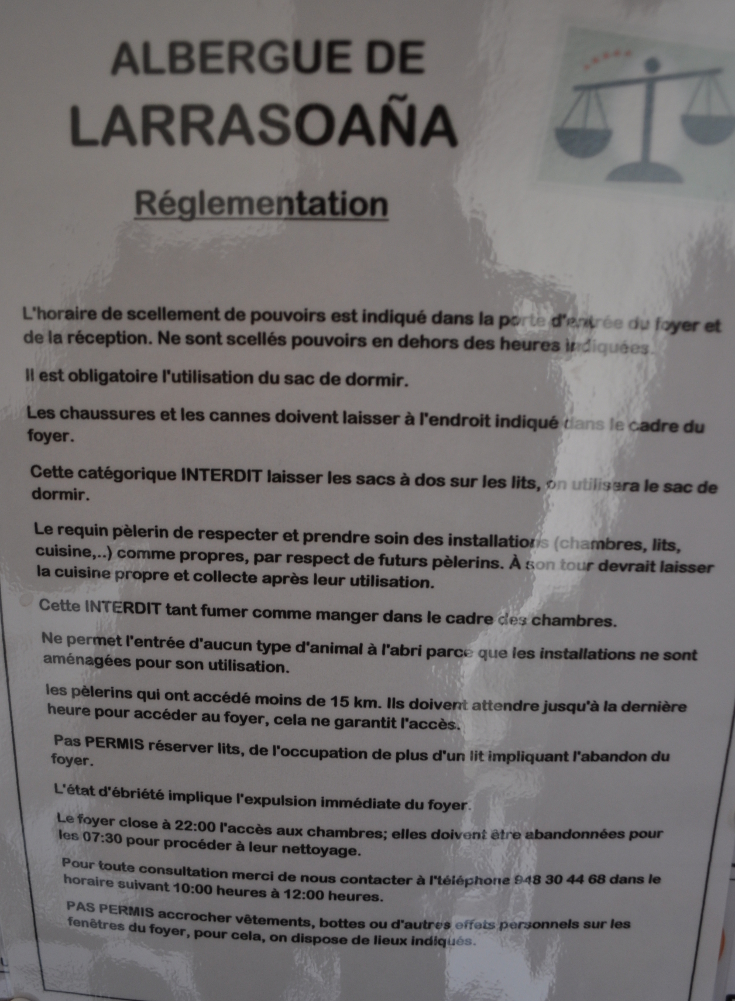 ALBERGUE DE
LARRASOAÑA
Réglementation
L'horaire de scellement de pouvoirs est indiqué dans la porte d'entrée du foyer et
de la réception. Ne sont scellés pouvoirs en dehors des heures indiquées.
Il est obligatoire l'utilisation du sac de dormir.
Les chaussures et les cannes doivent laisser à l'endroit indiqué dans le cadre du
foyer.
Cette catégorique INTERDIT laisser les sacs à dos sur les lits, on utilisera le sac de
dormir.
Le requin pèlerin de respecter et prendre soin des installations (chambres, lits,
cuisine,..) comme propres, par respect de futurs pèlerins. À son tour devrait laisser
la cuisine propre et collecte après leur utilisation.
Cette INTERDIT tant fumer comme manger dans le cadre des chambres.
Ne permet l'entrée d'aucun type d'animal à l'abri parce que les installations ne sont
aménagées pour son utilisation.
les pèlerins qui ont accédé moins de 15 km. Ils doivent attendre jusqu'à la dernière
heure pour accéder au foyer, cela ne garantit l'accès.
Pas PERMIS réserver lits, de l'occupation de plus d'un lit impliquant l'abandon du
foyer.
L'état d'ébriété implique l'expulsion immédiate du foyer.
Le foyer close à 22:00 l'accès aux chambres; elles doivent être abandonnées pour
les 07:30 pour procéder à leur nettoyage.
Pour toute consultation merci de nous contacter à l'téléphone 948 30 44 68 dans le
horaire suivant 10:00 heures à 12:00 heures.
PAS PERMIS accrocher vêtements, bottes ou d'autres effets personnels sur les
fenêtres du foyer, pour cela, on dispose de lieux indiqués.